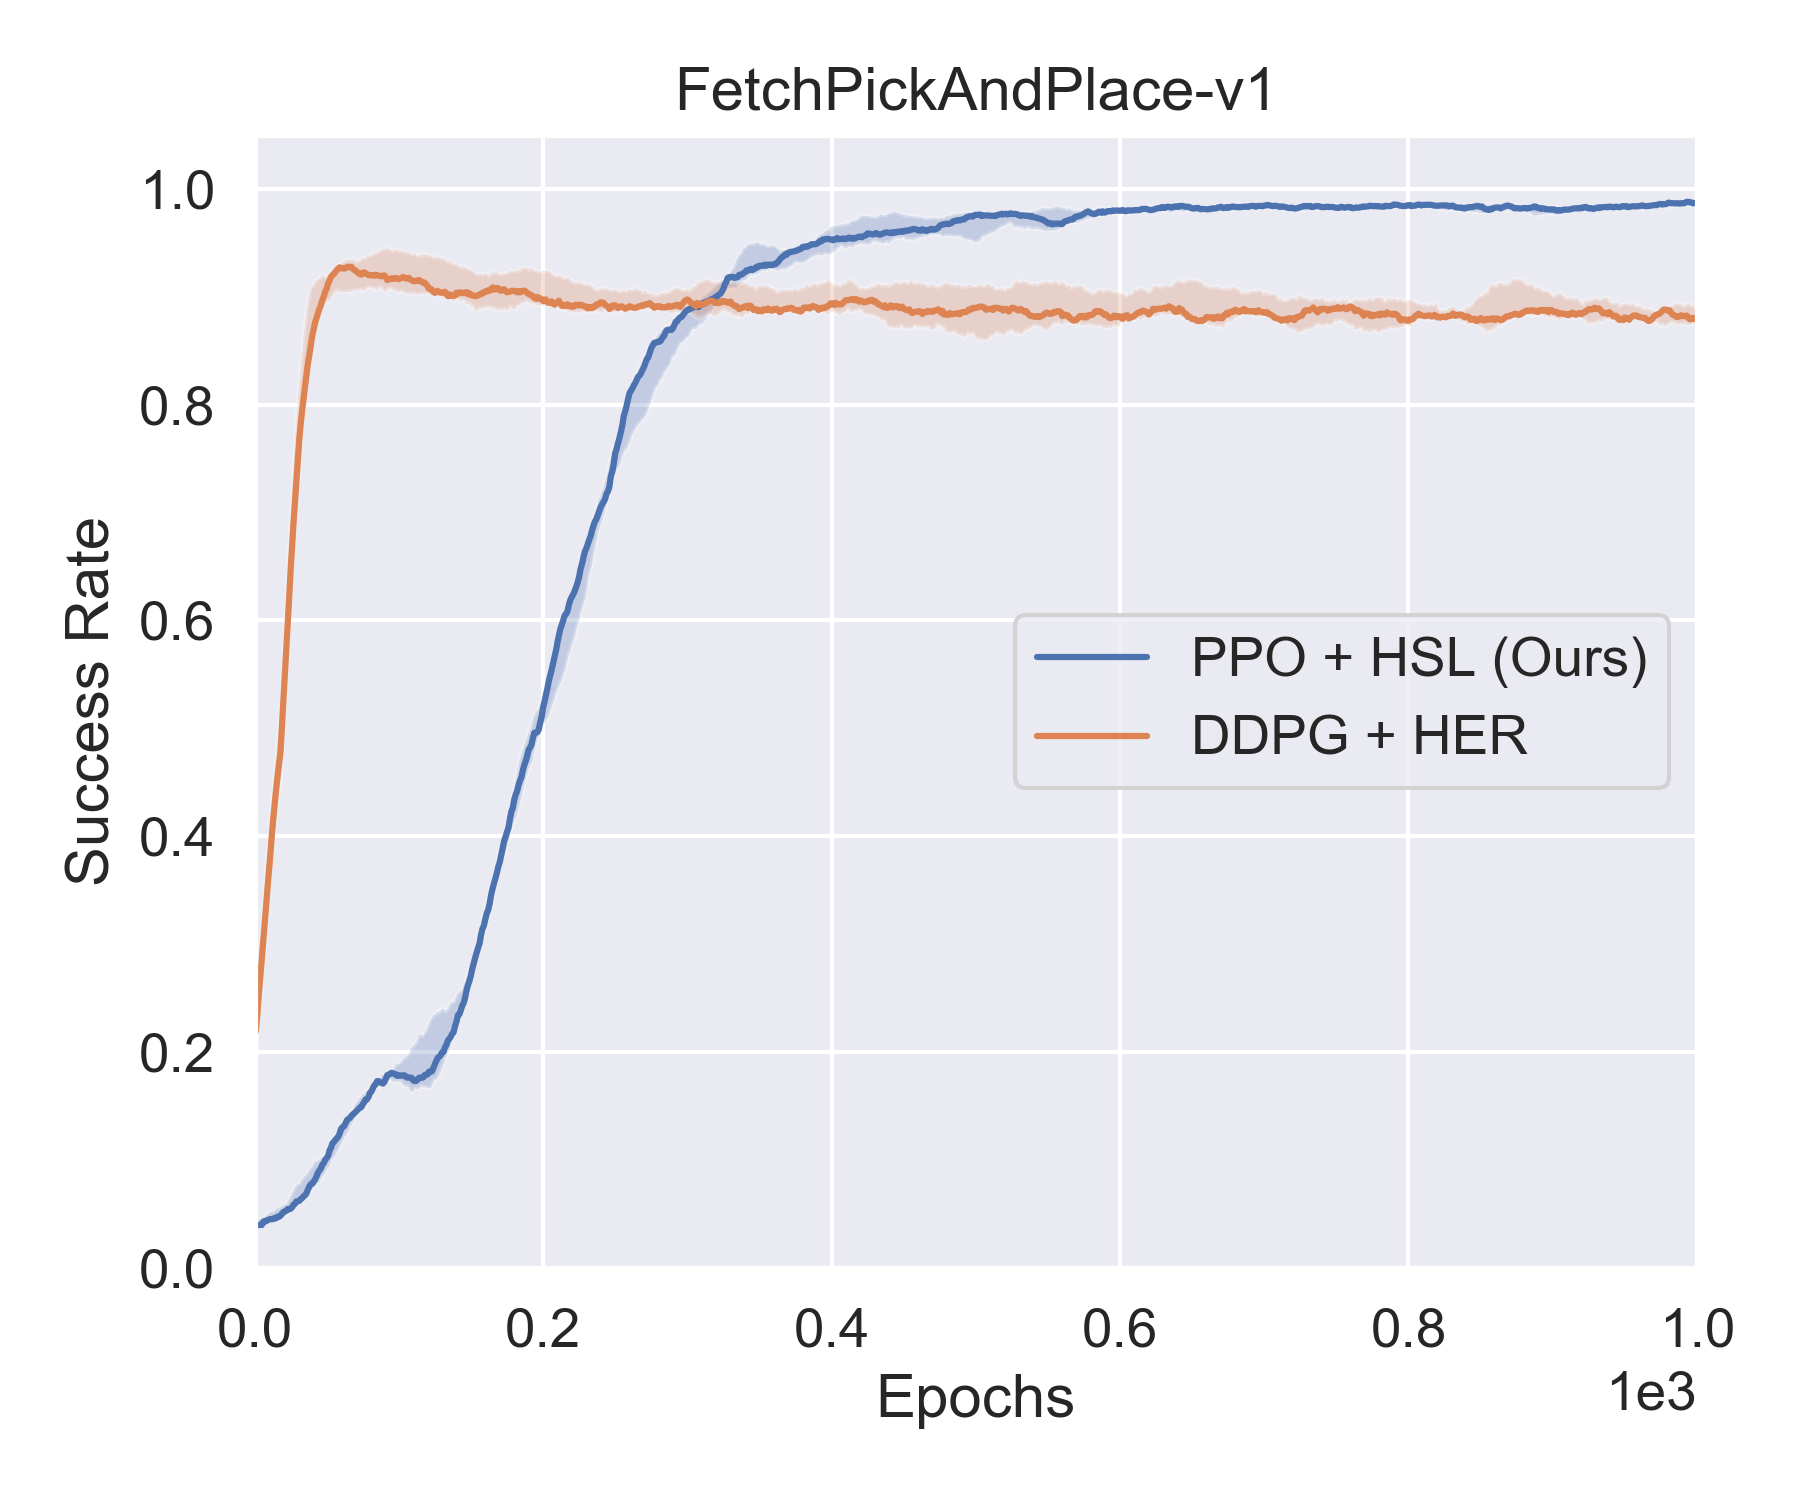 FetchPickAndPlace-v1
1.0
0.8
0.6
0.4
0.2
0.0
Success Rate
PPO + HSL (Ours)
DDPG + HER
0.0 0.2 0.4 0.6 0.8 1.0
Epochs
1e3